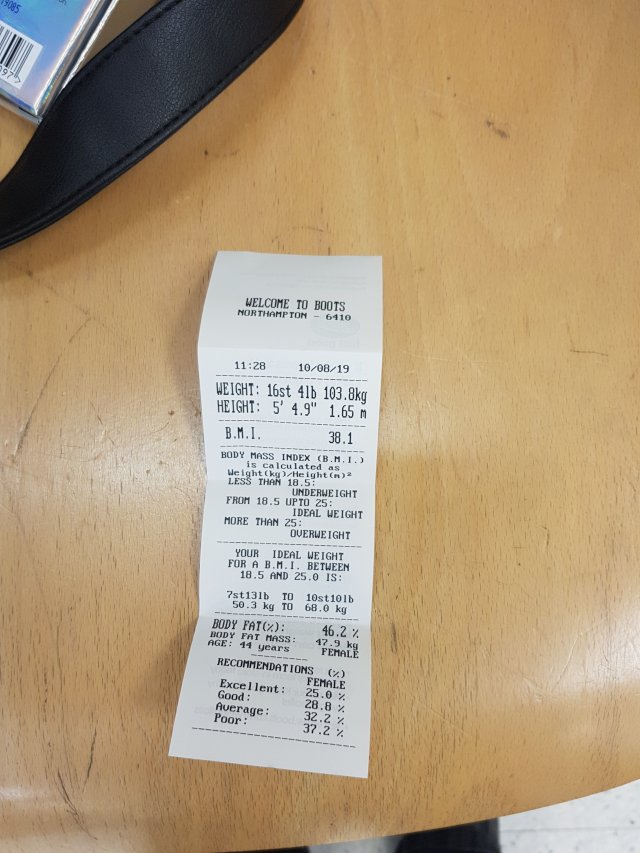 19085
WELCOME TO BOOTS
NORTHAMPTON - 6410
11:28 10/08/19
WEIGHT: 16st 4lb 103.8kg
HEIGHT: 5' 4.9" 1.65 m
B.M.I. 38.1
BODY MASS INDEX (B.M.I.)
is calculated as
Weight(kg)/Height(m)²
LESS THAN 18.5:
UNDERWEIGHT
FROM 18.5 UPTO 25:
IDEAL WEIGHT
MORE THAN 25:
OVERWEIGHT
YOUR IDEAL WEIGHT
FOR A B.M.I. BETWEEN
18.5 AND 25.0 IS:
7st13lb TO 10st10lb
50.3 kg TO 68.0 kg
BODY FAT(%): 46.2 %
BODY FAT MASS: 47.9 kg
AGE: 44 years FEMALE
RECOMMENDATIONS (%)
FEMALE
Excellent: 25.0 %
Good: 28.8 %
Average: 32.2 %
Poor: 37.2 %